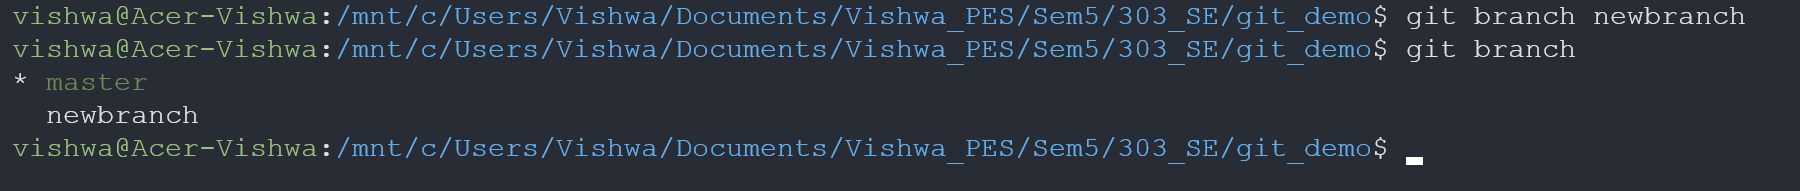 vishwa@Acer-Vishwa:/mnt/c/Users/Vishwa/Documents/Vishwa_PES/Sem5/303_SE/git_demo$ git branch newbranch
vishwa@Acer-Vishwa:/mnt/c/Users/Vishwa/Documents/Vishwa_PES/Sem5/303_SE/git_demo$ git branch
* master
  newbranch
vishwa@Acer-Vishwa:/mnt/c/Users/Vishwa/Documents/Vishwa_PES/Sem5/303_SE/git_demo$